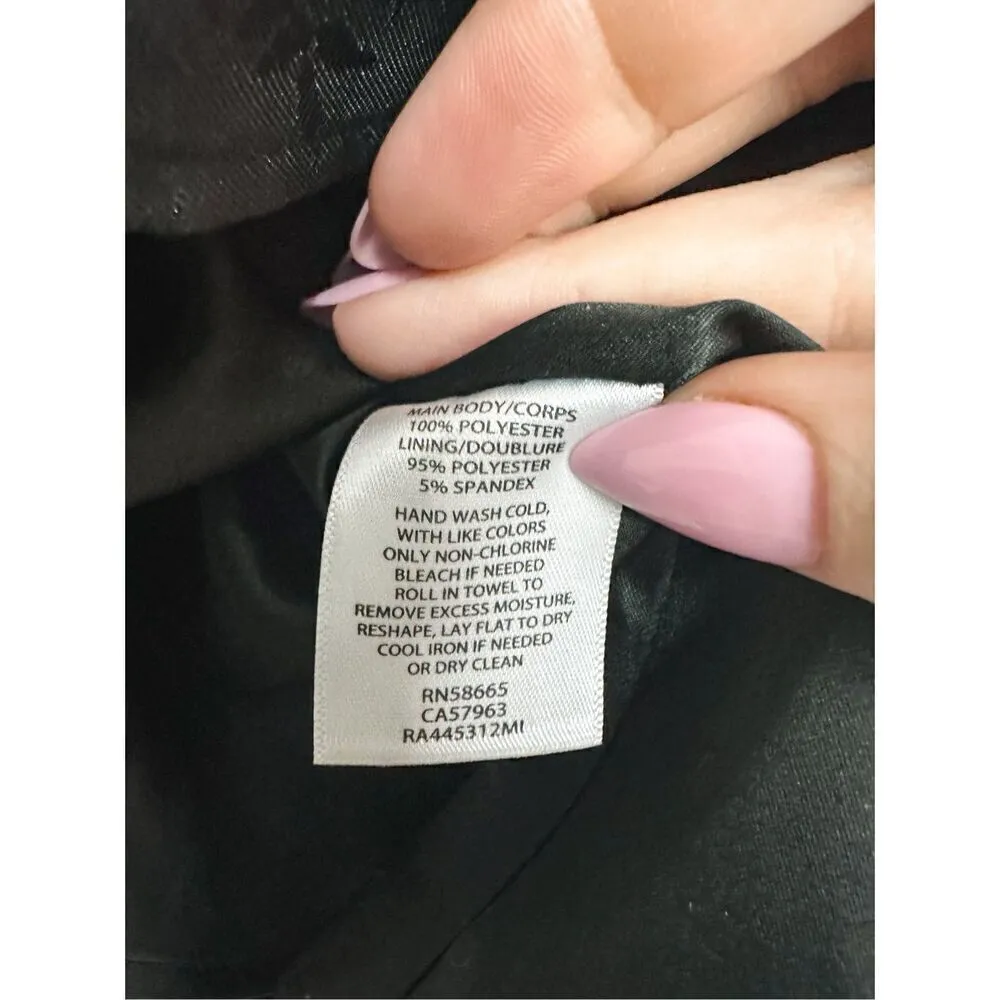 MAIN BODY/CORPS
100% POLYESTER
LINING/DOUBLURE
95% POLYESTER
5% SPANDEX
HAND WASH COLD,
WITH LIKE COLORS
ONLY NON-CHLORINE
BLEACH IF NEEDED
ROLL IN TOWEL TO
REMOVE EXCESS MOISTURE,
RESHAPE, LAY FLAT TO DRY
COOL IRON IF NEEDED
OR DRY CLEAN
RN58665
CA57963
RA445312MI